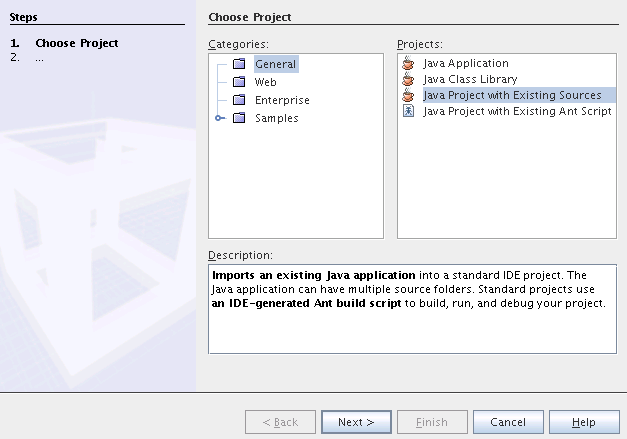 Steps
1. Choose Project
2. ...
Choose Project
Categories:
General
Web
Enterprise
Samples
Projects:
Java Application
Java Class Library
Java Project with Existing Sources
Java Project with Existing Ant Script
Description:
Imports an existing Java application into a standard IDE project. The
Java application can have multiple source folders. Standard projects use
an IDE-generated Ant build script to build, run, and debug your project.
< Back
Next >
Finish
Cancel
Help